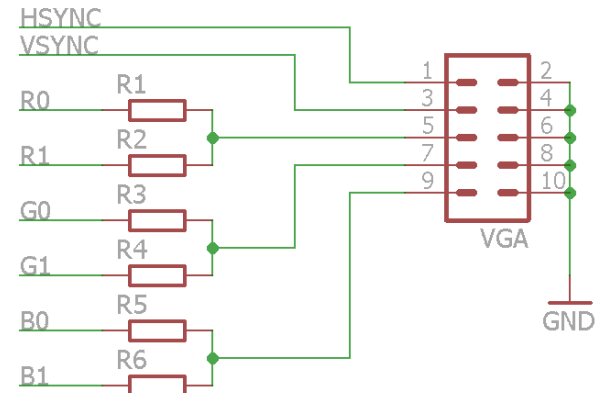 HSYNC
VSYNC
R0 R1
R1 R2
G0 R3
G1 R4
B0 R5
B1 R6
1 2
3 4
5 6
7 8
9 10
VGA
GND